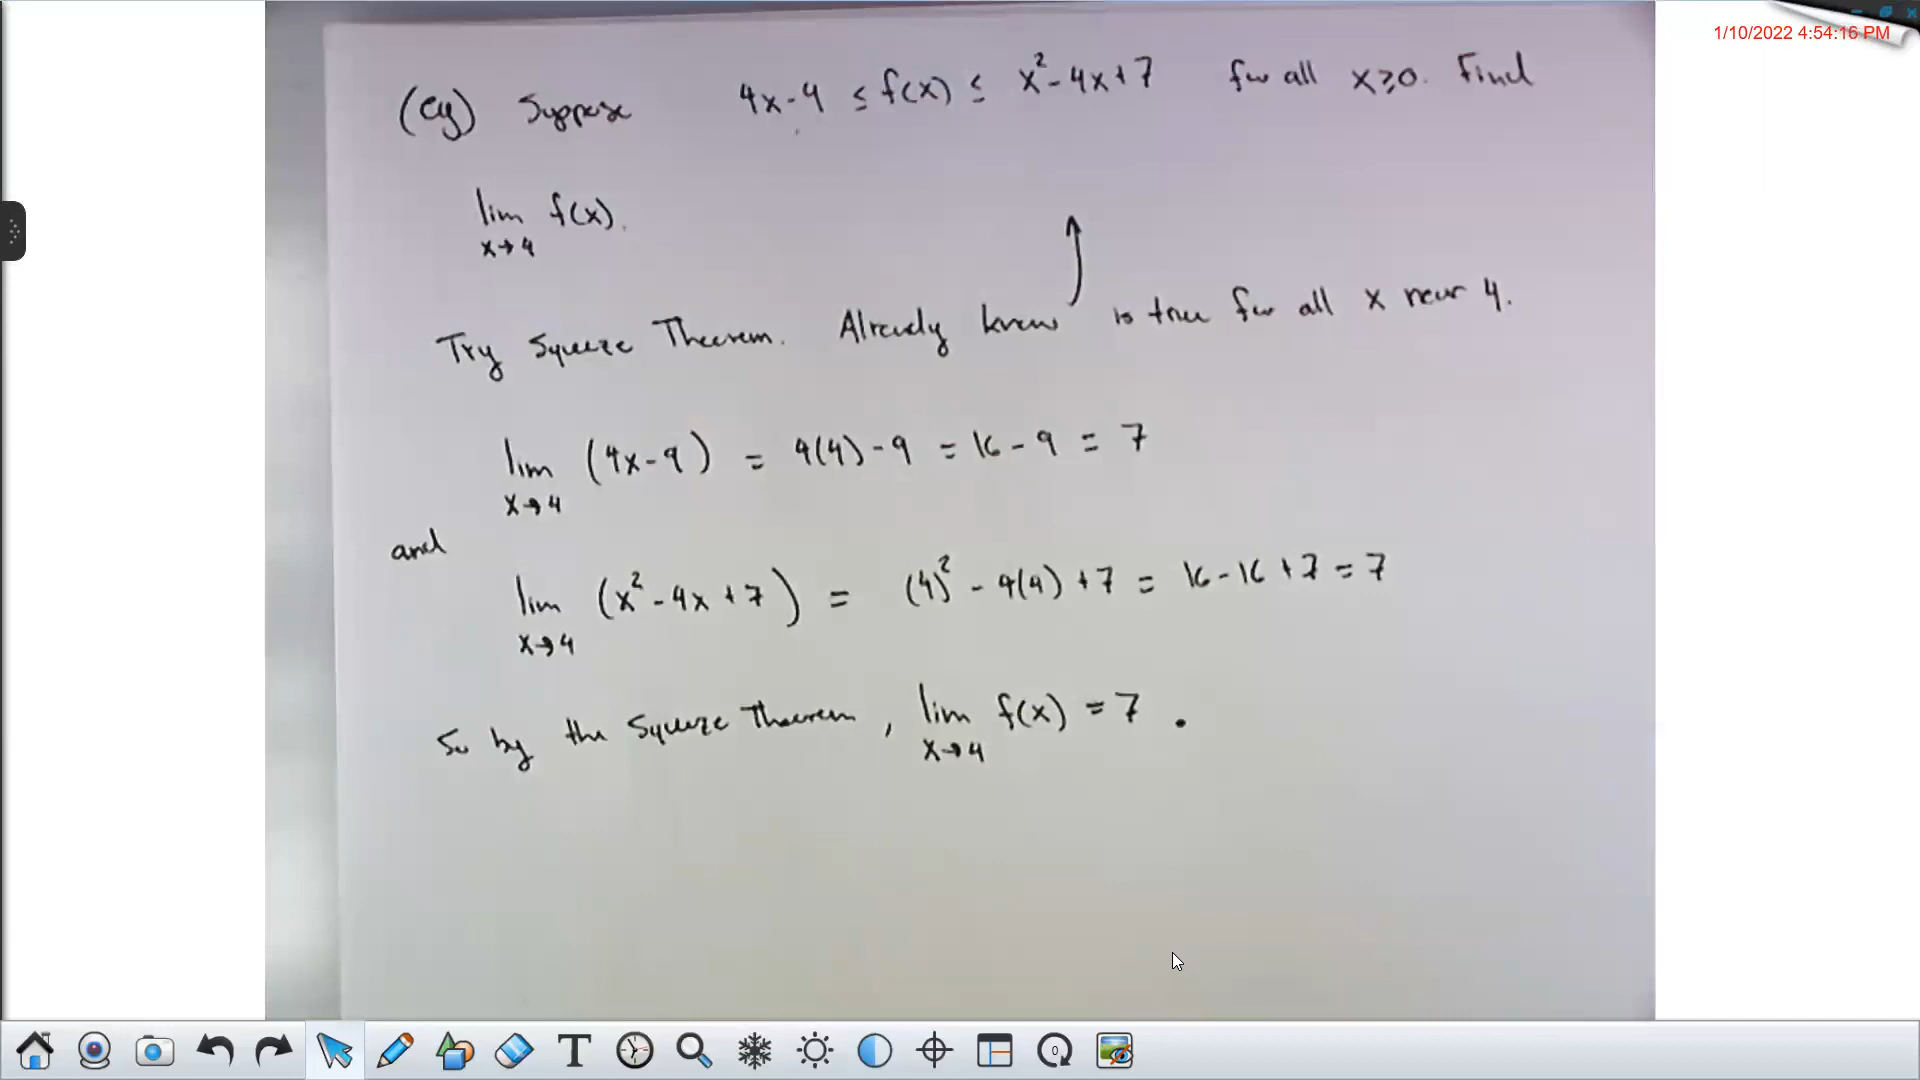 1/10/2022 4:54:16 PM
(eg) Suppose 4x-9 ≤ f(x) ≤ x²-4x+7 for all x≥0. Find
lim f(x).
x→4
Try Squeeze Theorem. Already know ↑ is true for all x near 4.
lim (4x-9) = 4(4)-9 = 16-9 = 7
x→4
and
lim (x²-4x+7) = (4)²-4(4)+7 = 16-16+7 = 7
x→4
So by the Squeeze Theorem, lim f(x) = 7.
x→4
T
0